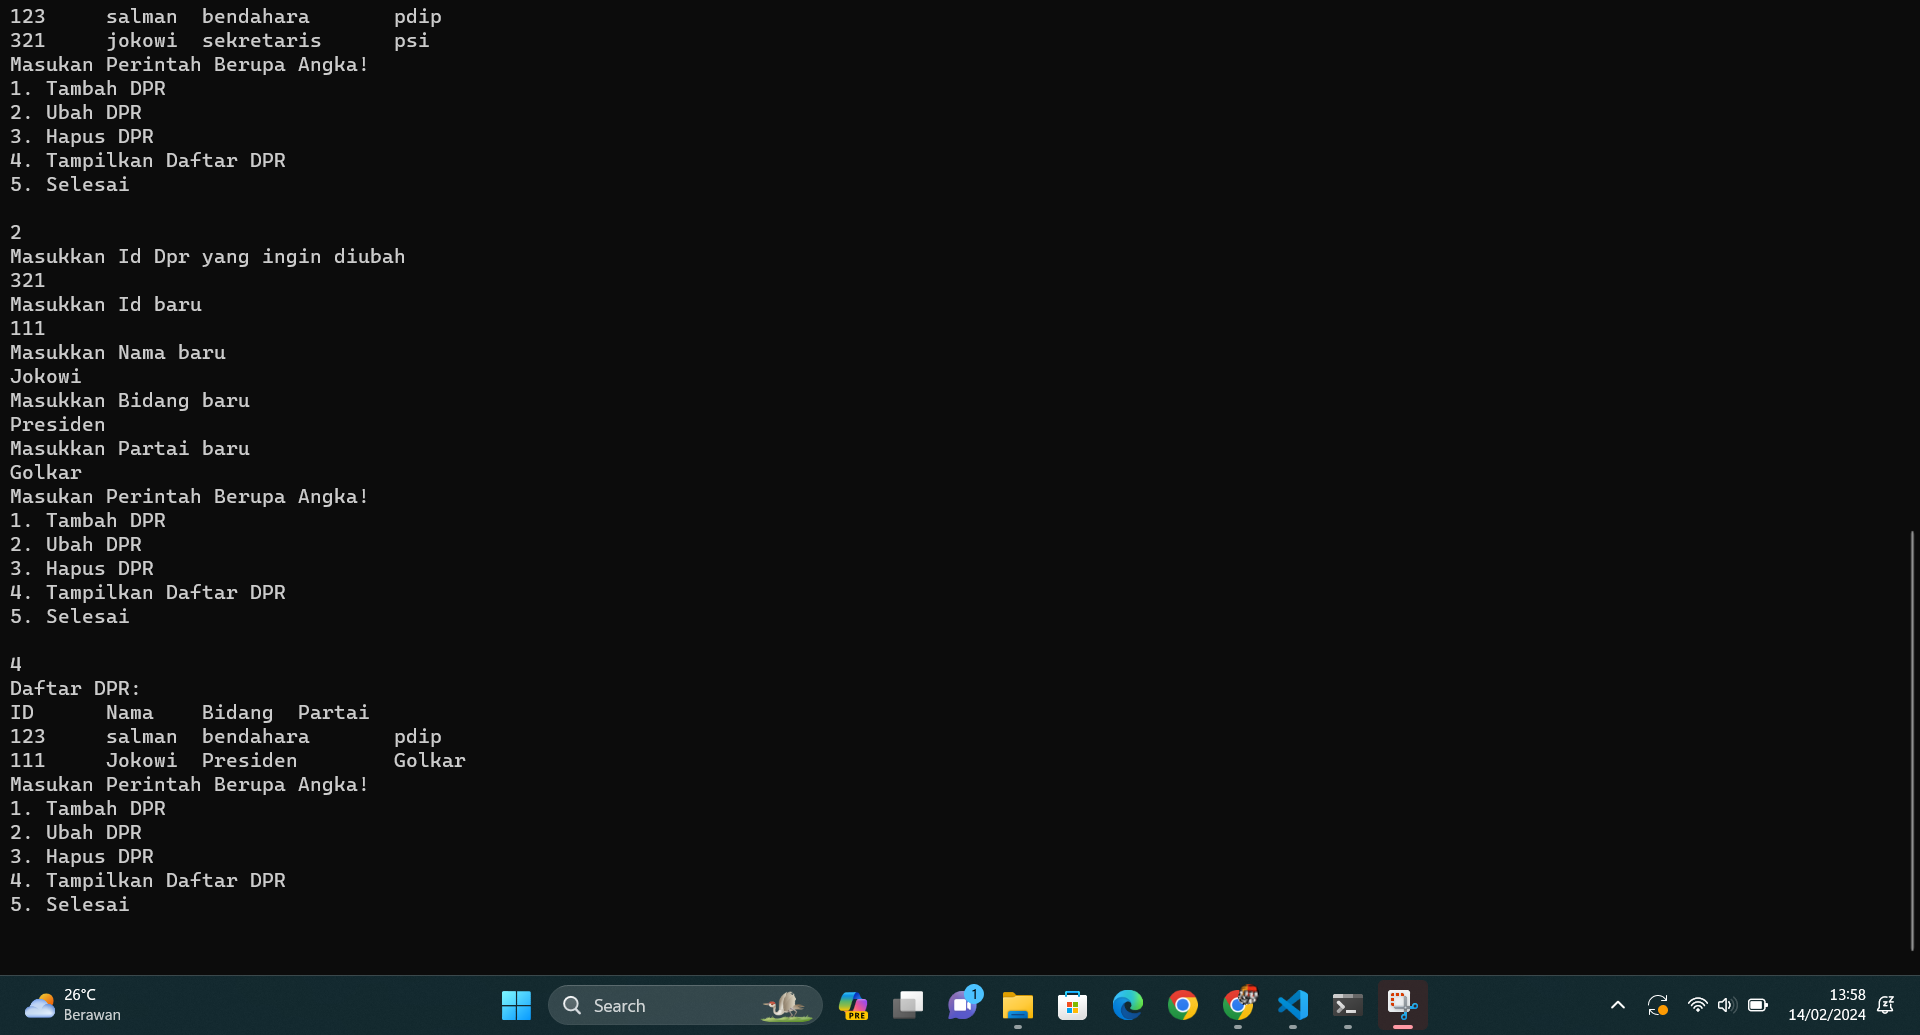 123     salman  bendahara       pdip
321     jokowi  sekretaris      psi
Masukan Perintah Berupa Angka!
1. Tambah DPR
2. Ubah DPR
3. Hapus DPR
4. Tampilkan Daftar DPR
5. Selesai
2
Masukkan Id Dpr yang ingin diubah
321
Masukkan Id baru
111
Masukkan Nama baru
Jokowi
Masukkan Bidang baru
Presiden
Masukkan Partai baru
Golkar
Masukan Perintah Berupa Angka!
1. Tambah DPR
2. Ubah DPR
3. Hapus DPR
4. Tampilkan Daftar DPR
5. Selesai
4
Daftar DPR:
ID      Nama    Bidang  Partai
123     salman  bendahara       pdip
111     Jokowi  Presiden        Golkar
Masukan Perintah Berupa Angka!
1. Tambah DPR
2. Ubah DPR
3. Hapus DPR
4. Tampilkan Daftar DPR
5. Selesai
26°C
Berawan
Search
PRE
1
13:58
14/02/2024